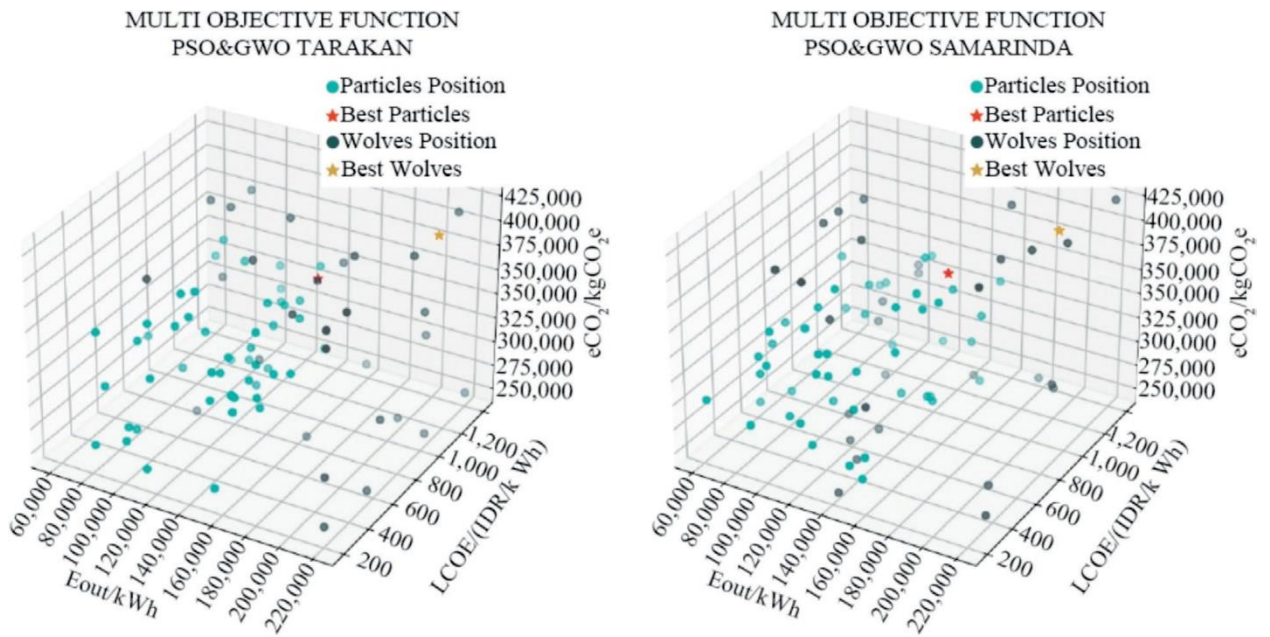 MULTI OBJECTIVE FUNCTION
PSO&GWO TARAKAN
Particles Position
Best Particles
Wolves Position
Best Wolves
425,000
400,000
375,000
350,000
350,000
325,000
300,000
275,000
250,000
eCO₂/kgCO₂e
1,200
1,000
800
600
400
200
LCOE/(IDR/k Wh)
60,000
80,000
100,000
120,000
140,000
160,000
180,000
200,000
220,000
Eout/kWh
MULTI OBJECTIVE FUNCTION
PSO&GWO SAMARINDA
Particles Position
Best Particles
Wolves Position
Best Wolves
425,000
400,000
375,000
350,000
350,000
325,000
300,000
275,000
250,000
eCO₂/kgCO₂e
1,200
1,000
800
600
400
200
LCOE/(IDR/k Wh)
60,000
80,000
100,000
120,000
140,000
160,000
180,000
200,000
220,000
Eout/kWh